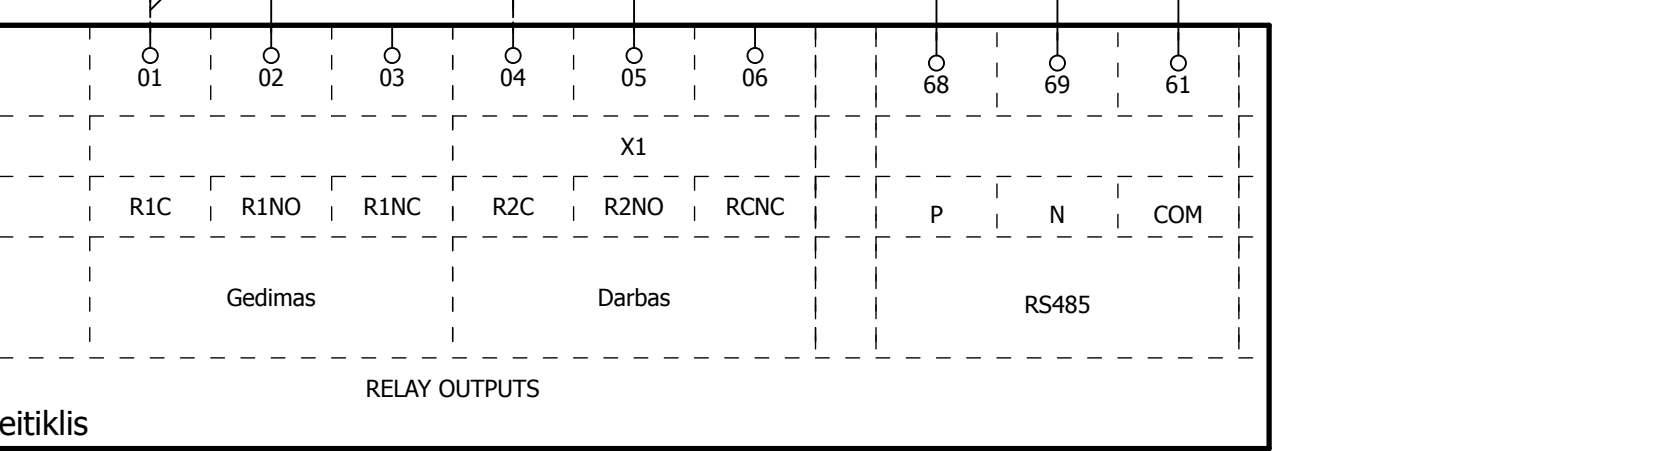 01 02 03 04 05 06 68 69 61
X1
R1C R1NO R1NC R2C R2NO RCNC P N COM
Gedimas Darbas RS485
RELAY OUTPUTS
eitiklis